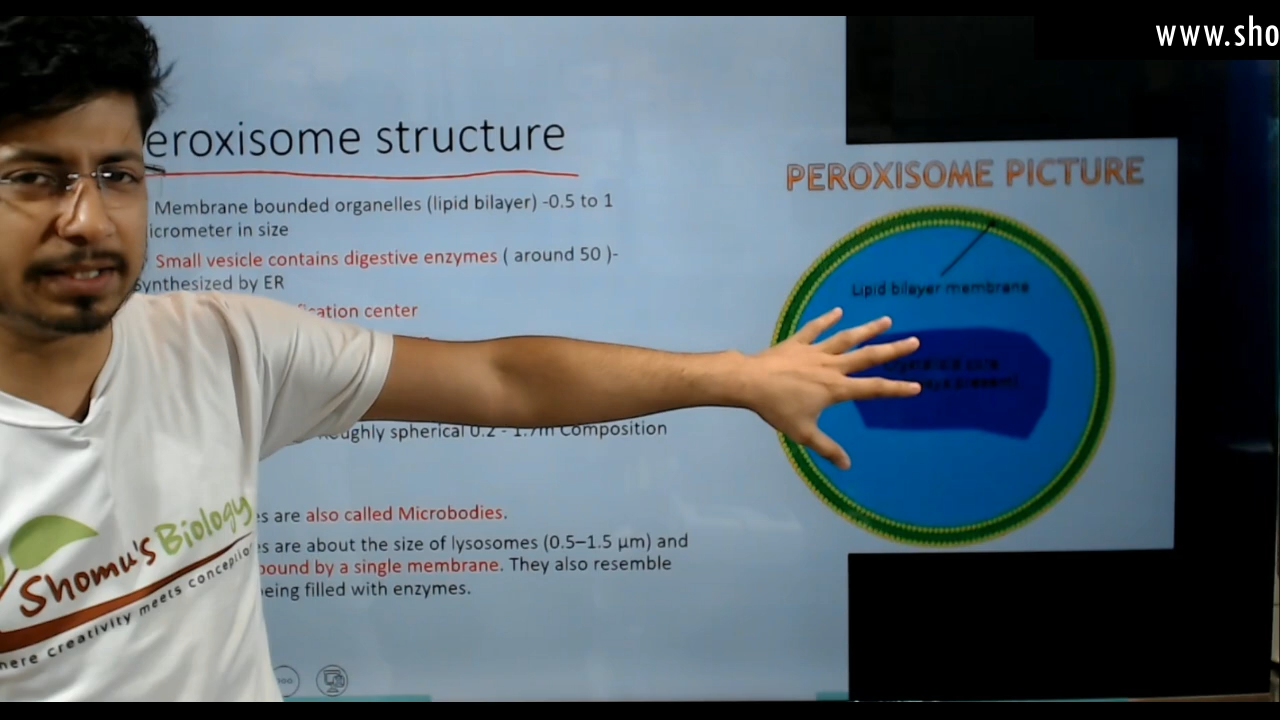 www.sho
eroxisome structure
Membrane bounded organelles (lipid bilayer) -0.5 to 1
icrometer in size
Small vesicle contains digestive enzymes ( around 50 )-
synthesized by ER
ication center
roughly spherical 0.2 - 1.7m Composition
es are also called Microbodies.
es are about the size of lysosomes (0.5–1.5 μm) and
bound by a single membrane. They also resemble
eing filled with enzymes.
PEROXISOME PICTURE
Lipid bilayer membrane
Shomu's Biology
here creativity meets conceptio